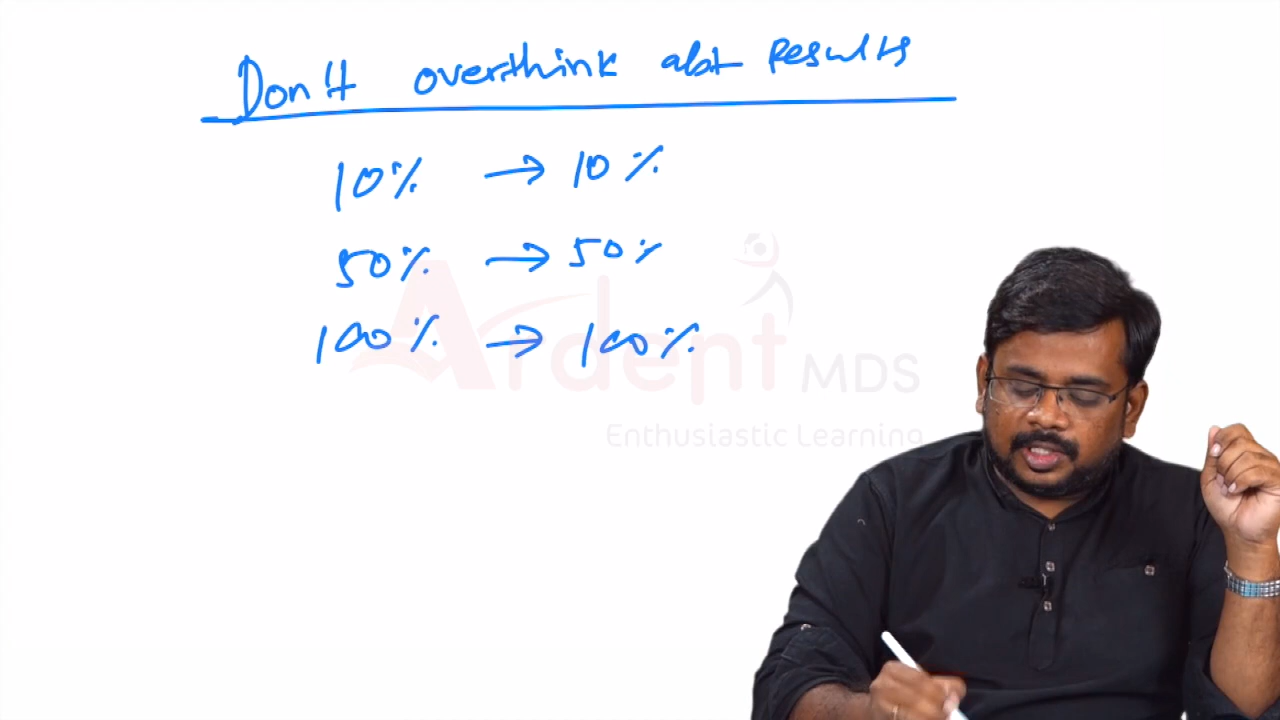 Don't overthink abt Results
10% → 10%
50% → 50%
100% → 100%
Ardent MDS
Enthusiastic Learning